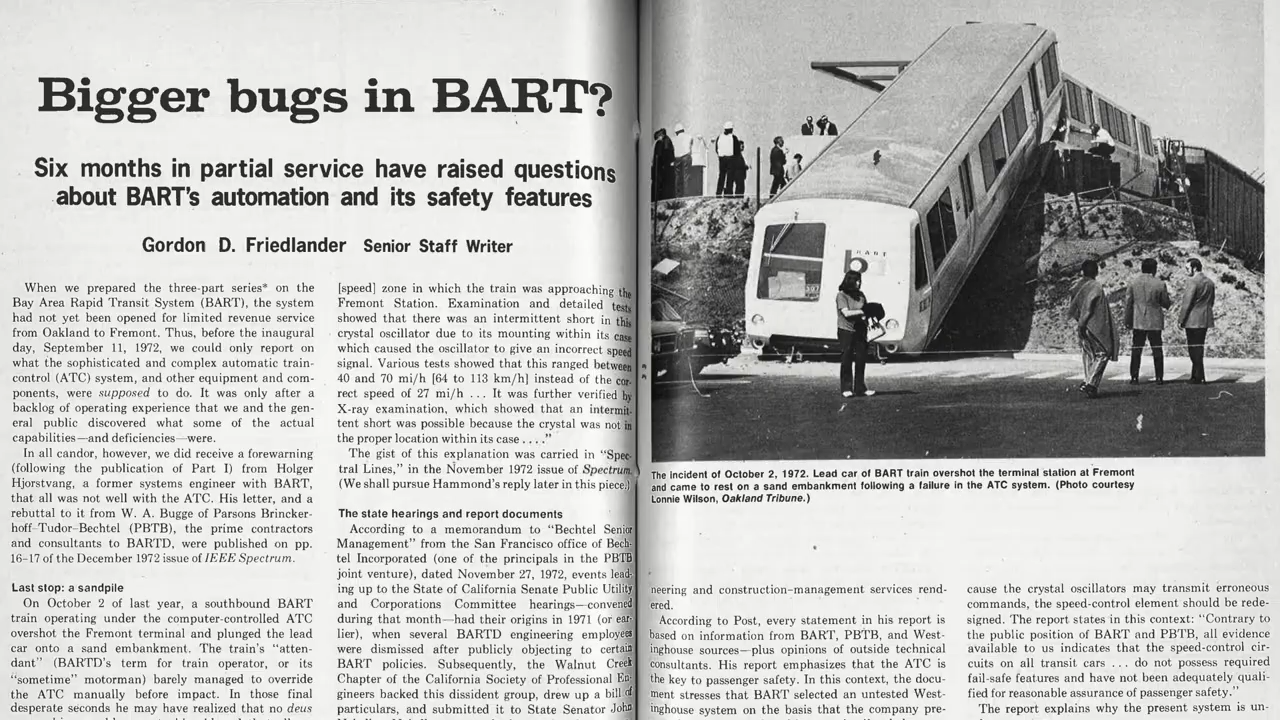 Bigger bugs in BART?
Six months in partial service have raised questions
about BART's automation and its safety features
Gordon D. Friedlander Senior Staff Writer
When we prepared the three-part series* on the
Bay Area Rapid Transit System (BART), the system
had not yet been opened for limited revenue service
from Oakland to Fremont. Thus, before the inaugural
day, September 11, 1972, we could only report on
what the sophisticated and complex automatic train-
control (ATC) system, and other equipment and com-
ponents, were supposed to do. It was only after a
backlog of operating experience that we and the gen-
eral public discovered what some of the actual
capabilities—and deficiencies—were.
In all candor, however, we did receive a forewarning
(following the publication of Part I) from Holger
Hjorstvang, a former systems engineer with BART,
that all was not well with the ATC. His letter, and a
rebuttal to it from W. A. Bugge of Parsons Brincker-
hoff-Tudor-Bechtel (PBTB), the prime contractors
and consultants to BARTD, were published on pp.
16–17 of the December 1972 issue of IEEE Spectrum.
Last stop: a sandpile
On October 2 of last year, a southbound BART
train operating under the computer-controlled ATC
overshot the Fremont terminal and plunged the lead
car onto a sand embankment. The train's "atten-
dant" (BARTD's term for train operator, or its
"sometime" motorman) barely managed to override
the ATC manually before impact. In those final
desperate seconds he may have realized that no deus
[speed] zone in which the train was approaching the
Fremont Station. Examination and detailed tests
showed that there was an intermittent short in this
crystal oscillator due to its mounting within its case
which caused the oscillator to give an incorrect speed
signal. Various tests showed that this ranged between
40 and 70 mi/h [64 to 113 km/h] instead of the cor-
rect speed of 27 mi/h ... It was further verified by
X-ray examination, which showed that an intermit-
tent short was possible because the crystal was not in
the proper location within its case . . . ."
The gist of this explanation was carried in "Spec-
tral Lines," in the November 1972 issue of Spectrum.
(We shall pursue Hammond's reply later in this piece.)
The state hearings and report documents
According to a memorandum to "Bechtel Senior
Management" from the San Francisco office of Bech-
tel Incorporated (one of the principals in the PBTB
joint venture), dated November 27, 1972, events lead-
ing up to the State of California Senate Public Utility
and Corporations Committee hearings—convened
during that month—had their origins in 1971 (or ear-
lier), when several BARTD engineering employees
were dismissed after publicly objecting to certain
BART policies. Subsequently, the Walnut Creek
Chapter of the California Society of Professional En-
gineers backed this dissident group, drew up a bill of
particulars, and submitted it to State Senator John
BART
The incident of October 2, 1972. Lead car of BART train overshot the terminal station at Fremont
and came to rest on a sand embankment following a failure in the ATC system. (Photo courtesy
Lonnie Wilson, Oakland Tribune.)
neering and construction-management services rend-
ered.
According to Post, every statement in his report is
based on information from BART, PBTB, and West-
inghouse sources—plus opinions of outside technical
consultants. His report emphasizes that the ATC is
the key to passenger safety. In this context, the docu-
ment stresses that BART selected an untested West-
inghouse system on the basis that the company pre-
cause the crystal oscillators may transmit erroneous
commands, the speed-control element should be rede-
signed. The report states in this context: "Contrary to
the public position of BART and PBTB, all evidence
available to us indicates that the speed-control cir-
cuits on all transit cars . . . do not possess required
fail-safe features and have not been adequately quali-
fied for reasonable assurance of passenger safety."
The report explains why the present system is un-